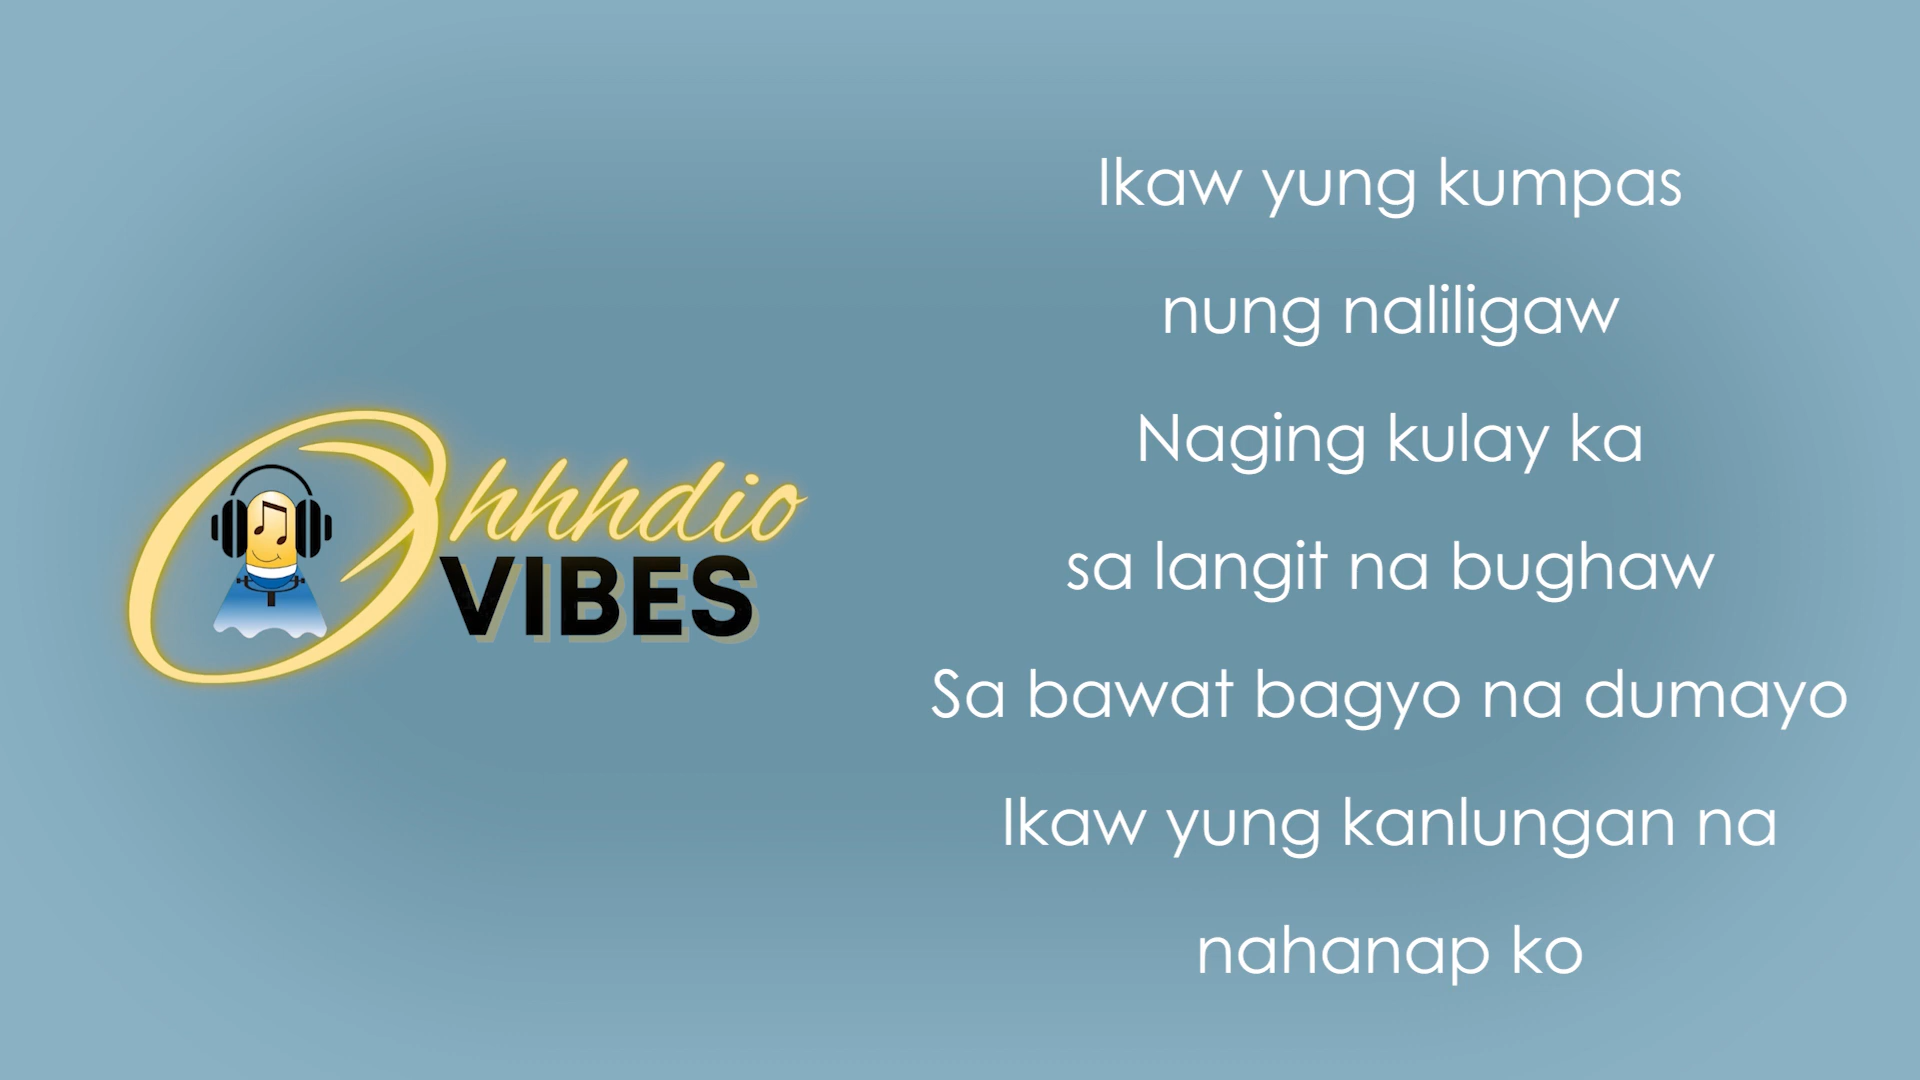 Ohhhdio
VIBES
Ikaw yung kumpas
nung naliligaw
Naging kulay ka
sa langit na bughaw
Sa bawat bagyo na dumayo
Ikaw yung kanlungan na
nahanap ko